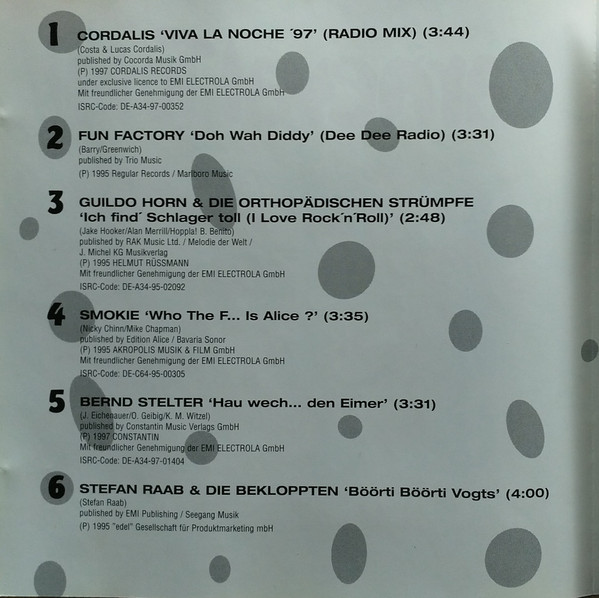 1 CORDALIS 'VIVA LA NOCHE ´97' (RADIO MIX) (3:44)
(Costa & Lucas Cordalis)
published by Cocorda Musik GmbH
(P) 1997 CORDALIS RECORDS
under exclusive licence to EMI ELECTROLA GmbH
Mit freundlicher Genehmigung der EMI ELECTROLA GmbH
ISRC-Code: DE-A34-97-00352
2 FUN FACTORY 'Doh Wah Diddy' (Dee Dee Radio) (3:31)
(Barry/Greenwich)
published by Trio Music
(P) 1995 Regular Records / Marlboro Music
3 GUILDO HORN & DIE ORTHOPÄDISCHEN STRÜMPFE
'Ich find´ Schlager toll (I Love Rock´n´Roll)' (2:48)
(Jake Hooker/Alan Merrill/Hoppla! B. Benito)
published by RAK Music Ltd. / Melodie der Welt /
J. Michel KG Musikverlag
(P) 1995 HELMUT RÜSSMANN
Mit freundlicher Genehmigung der EMI ELECTROLA GmbH
ISRC-Code: DE-A34-95-02092
4 SMOKIE 'Who The F... Is Alice ?' (3:35)
(Nicky Chinn/Mike Chapman)
published by Edition Alice / Bavaria Sonor
(P) 1995 AKROPOLIS MUSIK & FILM GmbH
Mit freundlicher Genehmigung der EMI ELECTROLA GmbH
ISRC-Code: DE-C64-95-00305
5 BERND STELTER 'Hau wech... den Eimer' (3:31)
(J. Eichenauer/O. Geibig/K. M. Witzel)
published by Constantin Music Verlags GmbH
(P) 1997 CONSTANTIN
Mit freundlicher Genehmigung der EMI ELECTROLA GmbH
ISRC-Code: DE-A34-97-01404
6 STEFAN RAAB & DIE BEKLOPPTEN 'Böörti Böörti Vogts' (4:00)
(Stefan Raab)
published by EMI Publishing / Seegang Musik
(P) 1995 "edel" Gesellschaft für Produktmarketing mbH